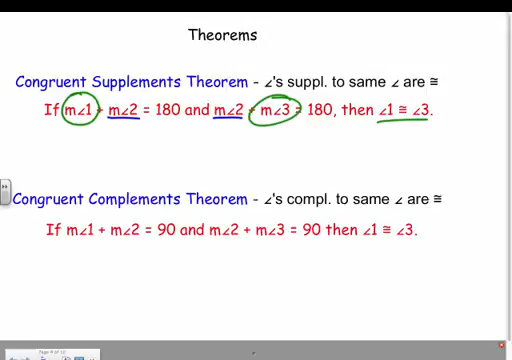 Theorems
Congruent Supplements Theorem - ∠'s suppl. to same ∠ are ≅
If m∠1 + m∠2 = 180 and m∠2 + m∠3 = 180, then ∠1 ≅ ∠3.
Congruent Complements Theorem - ∠'s compl. to same ∠ are ≅
If m∠1 + m∠2 = 90 and m∠2 + m∠3 = 90 then ∠1 ≅ ∠3.